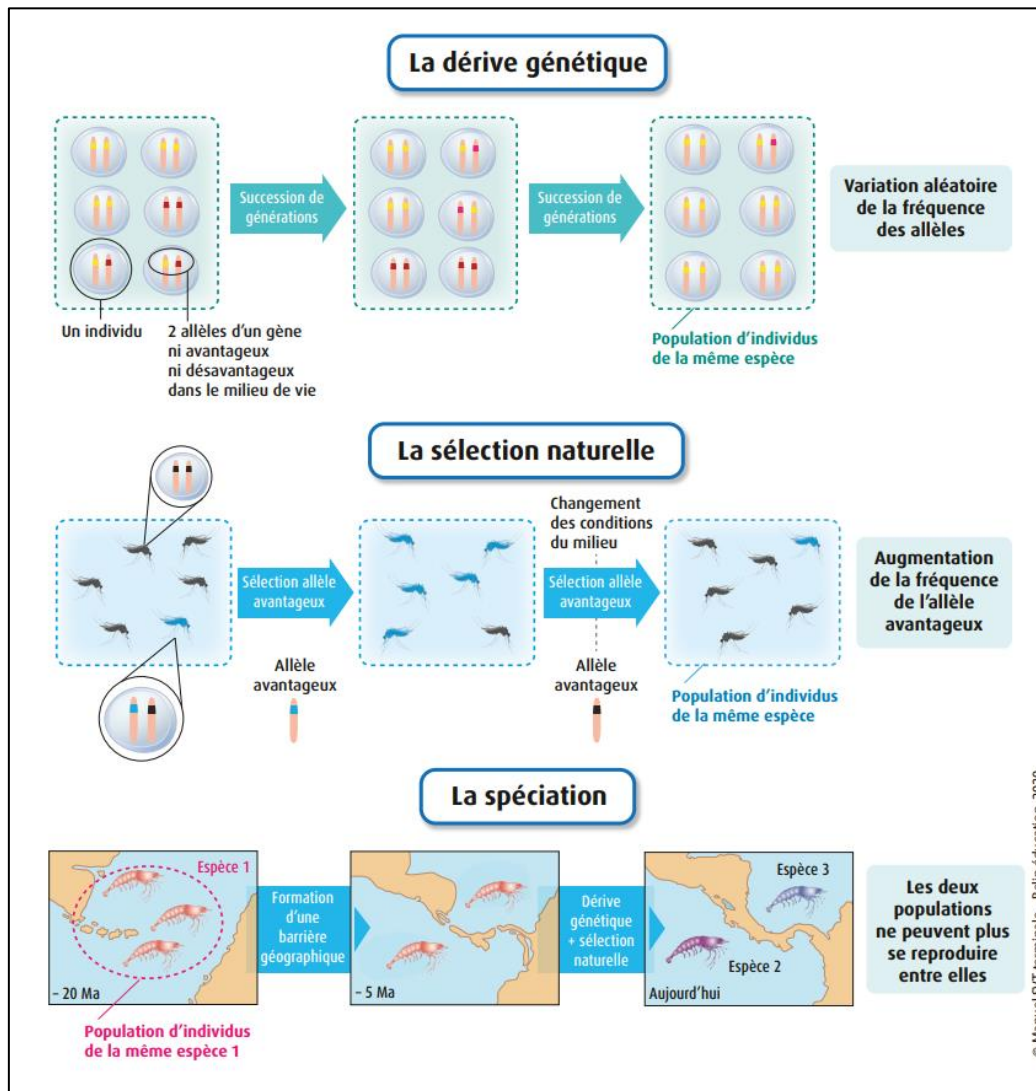 La dérive génétique
Succession de
générations
Succession de
générations
Variation aléatoire
de la fréquence
des allèles
Un individu
2 allèles d'un gène
ni avantageux
ni désavantageux
dans le milieu de vie
Population d'individus
de la même espèce
La sélection naturelle
Changement
des conditions
du milieu
Sélection allèle
avantageux
Sélection allèle
avantageux
Augmentation
de la fréquence
de l'allèle
avantageux
Allèle
avantageux
Allèle
avantageux
Population d'individus
de la même espèce
La spéciation
Espèce 1
– 20 Ma
Formation
d'une
barrière
géographique
– 5 Ma
Dérive
génétique
+ sélection
naturelle
Espèce 3
Espèce 2
Aujourd'hui
Les deux
populations
ne peuvent plus
se reproduire
entre elles
Population d'individus
de la même espèce 1